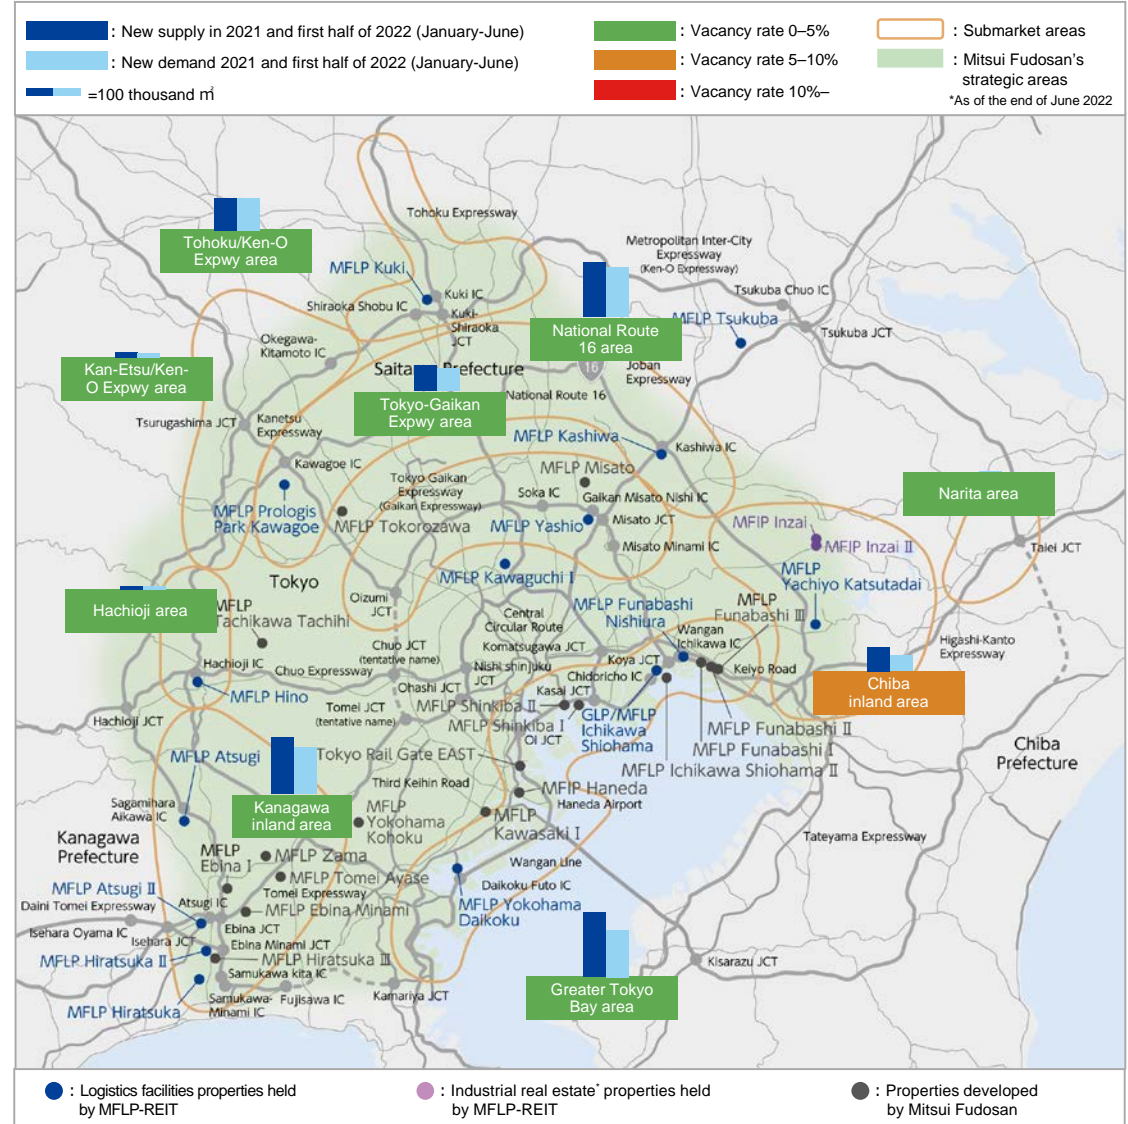 : New supply in 2021 and first half of 2022 (January-June)
: New demand 2021 and first half of 2022 (January-June)
=100 thousand ㎡
: Vacancy rate 0–5%
: Vacancy rate 5–10%
: Vacancy rate 10%–
: Submarket areas
: Mitsui Fudosan's
strategic areas
*As of the end of June 2022
Tohoku Expressway
Tohoku/Ken-O
Expwy area
Metropolitan Inter-City
Expressway
(Ken-O Expressway)
MFLP Kuki
Kuki IC
Shiraoka Shobu IC
Kuki-
Shiraoka
JCT
Tsukuba Chuo IC
MFLP Tsukuba
Tsukuba JCT
National Route
16 area
Okegawa-
Kitamoto IC
Kan-Etsu/Ken-
O Expwy area
Saita Prefecture
16
Joban
Expressway
National Route 16
Tokyo-Gaikan
Expwy area
Tsurugashima JCT
Kanetsu
Expressway
MFLP Kashiwa
Kashiwa IC
Kawagoe IC
MFLP Misato
Tokyo Gaikan
Expressway
(Gaikan Expressway)
Soka IC
Gaikan Misato Nishi IC
Narita area
MFLP Prologis
Park Kawagoe
MFLP Tokorozawa
MFLP Yashio
Misato JCT
MFIP Inzai
MFIP Inzai II
Misato Minami IC
Taiei JCT
Tokyo
MFLP Kawaguchi I
MFLP
Yachiyo Katsutadai
Hachioji area
MFLP
Tachikawa Tachihi
Oizumi
JCT
Central
Circular Route
MFLP Funabashi
Nishiura
MFLP
Funabashi III
Wangan
Ichikawa IC
Higashi-Kanto
Expressway
Chuo JCT
(tentative name)
Komatsugawa JCT
Hachioji IC
Chuo Expressway
Nishi shinjuku
JCT
Koya JCT
Keiyo Road
Chidoricho IC
Chiba
inland area
MFLP Hino
Ohashi JCT
Kasai JCT
Hachioji JCT
Tomei JCT
(tentative name)
MFLP Shinkiba II
MFLP Shinkiba I
GLP/MFLP
Ichikawa
Shiohama
MFLP Funabashi II
Oi JCT
MFLP Funabashi I
MFLP Atsugi
Tokyo Rail Gate EAST
MFLP Ichikawa Shiohama II
Chiba
Prefecture
Third Keihin Road
MFIP Haneda
Haneda Airport
Sagamihara
Aikawa IC
Kanagawa
inland area
MFLP
Yokohama
Kohoku
MFLP
Kawasaki I
Kanagawa
Prefecture
Tateyama Expressway
MFLP
Ebina I
MFLP Zama
MFLP Tomei Ayase
Wangan Line
Daikoku Futo IC
MFLP Atsugi II
Tomei Expressway
Daini Tomei Expressway
Atsugi IC
MFLP Ebina Minami
MFLP Yokohama
Daikoku
Isehara Oyama IC
Isehara JCT
Ebina JCT
Ebina Minami JCT
MFLP Hiratsuka II
MFLP Hiratsuka III
Kisarazu JCT
Samukawa kita IC
MFLP Hiratsuka
Samukawa-
Minami IC
Fujisawa IC
Kamariya JCT
Greater Tokyo
Bay area
: Logistics facilities properties held
by MFLP-REIT
: Industrial real estate* properties held
by MFLP-REIT
: Properties developed
by Mitsui Fudosan